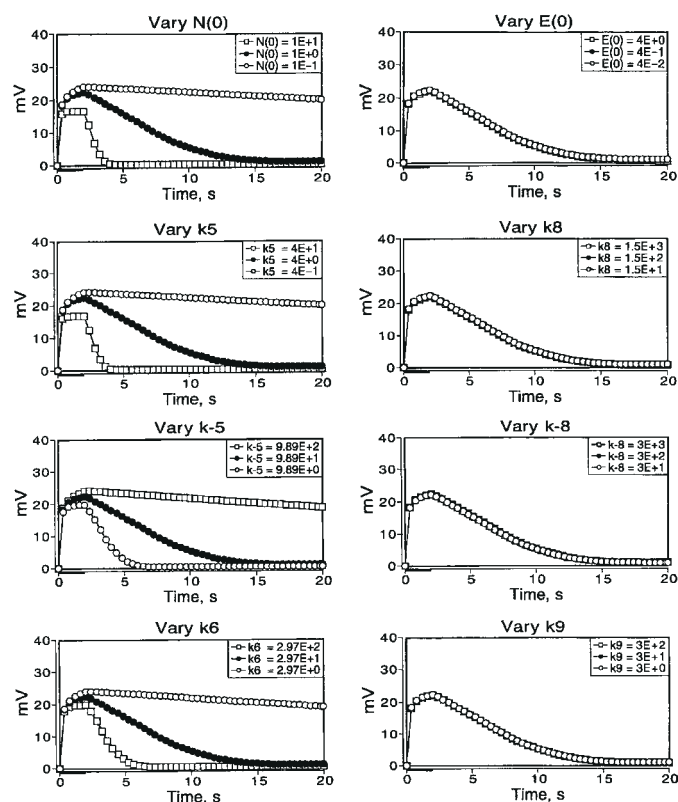 Vary N(0)
N(0) = 1E+1
N(0) = 1E+0
N(0) = 1E-1
40
30
20
10
0
mV
0 5 10 15 20
Time, s
Vary E(0)
E(0) = 4E+0
E(0) = 4E-1
E(0) = 4E-2
40
30
20
10
0
mV
0 5 10 15 20
Time, s
Vary k5
k5 = 4E+1
k5 = 4E+0
k5 = 4E-1
40
30
20
10
0
mV
0 5 10 15 20
Time, s
Vary k8
k8 = 1.5E+3
k8 = 1.5E+2
k8 = 1.5E+1
40
30
20
10
0
mV
0 5 10 15 20
Time, s
Vary k-5
k-5 = 9.89E+2
k-5 = 9.89E+1
k-5 = 9.89E+0
40
30
20
10
0
mV
0 5 10 15 20
Time, s
Vary k-8
k-8 = 3E+3
k-8 = 3E+2
k-8 = 3E+1
40
30
20
10
0
mV
0 5 10 15 20
Time, s
Vary k6
k6 = 2.97E+2
k6 = 2.97E+1
k6 = 2.97E+0
40
30
20
10
0
mV
0 5 10 15 20
Time, s
Vary k9
k9 = 3E+2
k9 = 3E+1
k9 = 3E+0
40
30
20
10
0
mV
0 5 10 15 20
Time, s